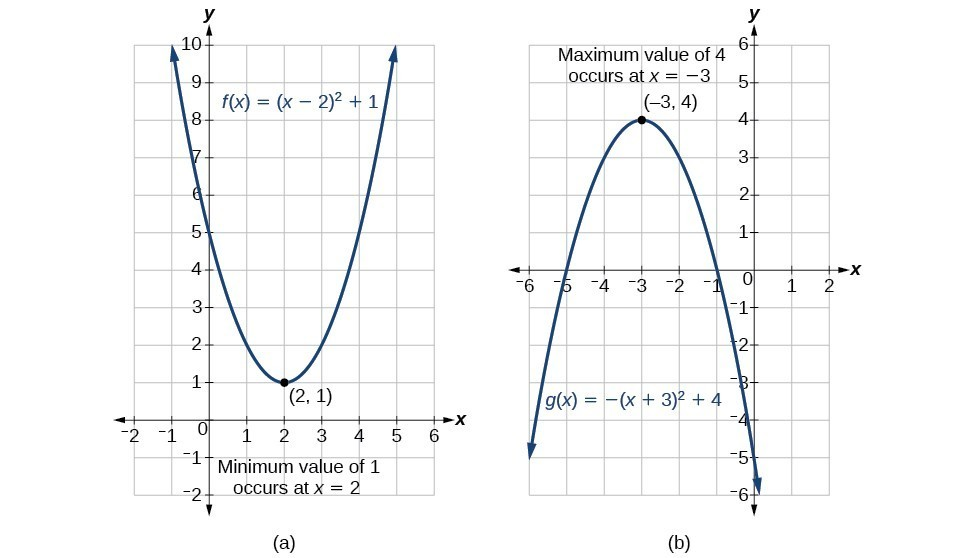 y
10
9
8
7
6
5
4
3
2
1
0
−1
−2
−2 −1 1 2 3 4 5 6
x
f(x) = (x − 2)² + 1
(2, 1)
Minimum value of 1
occurs at x = 2
(a)
y
6
5
4
3
2
1
0
−1
−2
−3
−4
−5
−6
−6 −5 −4 −3 −2 −1 1 2
x
Maximum value of 4
occurs at x = −3
(–3, 4)
g(x) = −(x + 3)² + 4
(b)